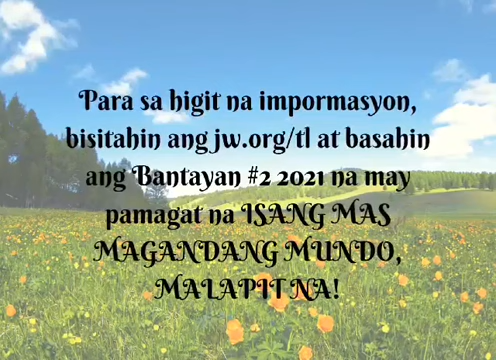 Para sa higit na impormasyon,
bisitahin ang jw.org/tl at basahin
ang Bantayan #2 2021 na may
pamagat na ISANG MAS
MAGANDANG MUNDO,
MALAPIT NA!